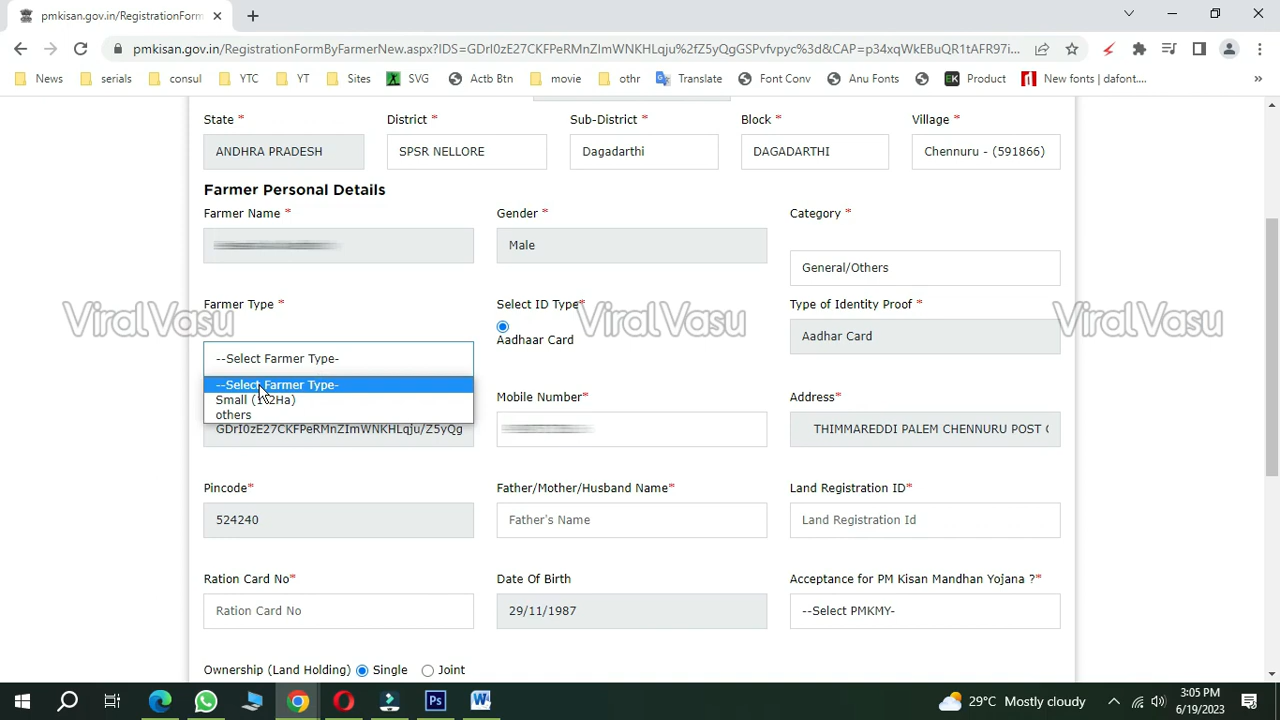 pmkisan.gov.in/RegistrationForm
pmkisan.gov.in/RegistrationFormByFarmerNew.aspx?IDS=GDrI0zE27CKFPeRMnZImWNKHLqju%2fZ5yQgGSPvfvpyc%3d&CAP=p34xqWkEBuQR1tAFR97i...
News serials consul YTC YT Sites SVG Actb Btn movie othr Translate Font Conv Anu Fonts Product New fonts | dafont.... »
State * District * Sub-District * Block * Village *
ANDHRA PRADESH SPSR NELLORE Dagadarthi DAGADARTHI Chennuru - (591866)
Farmer Personal Details
Farmer Name * Gender * Category *
Male
General/Others
Farmer Type * Select ID Type* Type of Identity Proof *
ViralVasu ViralVasu ViralVasu
Aadhaar Card Aadhar Card
--Select Farmer Type-
--Select Farmer Type-
Small (1-2Ha)
others
Mobile Number* Address*
GDrI0zE27CKFPeRMnZImWNKHLqju/Z5yQg THIMMAREDDI PALEM CHENNURU POST
Pincode* Father/Mother/Husband Name* Land Registration ID*
524240 Father's Name Land Registration Id
Ration Card No* Date Of Birth Acceptance for PM Kisan Mandhan Yojana ?*
Ration Card No 29/11/1987 --Select PMKMY-
Ownership (Land Holding) Single Joint
29°C Mostly cloudy
3:05 PM
6/19/2023